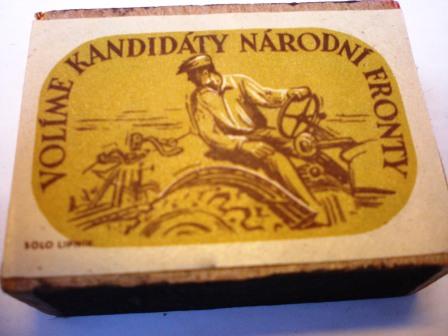 VOLÍME KANDIDÁTY NÁRODNÍ FRONTY
SOLO LIPNÍK